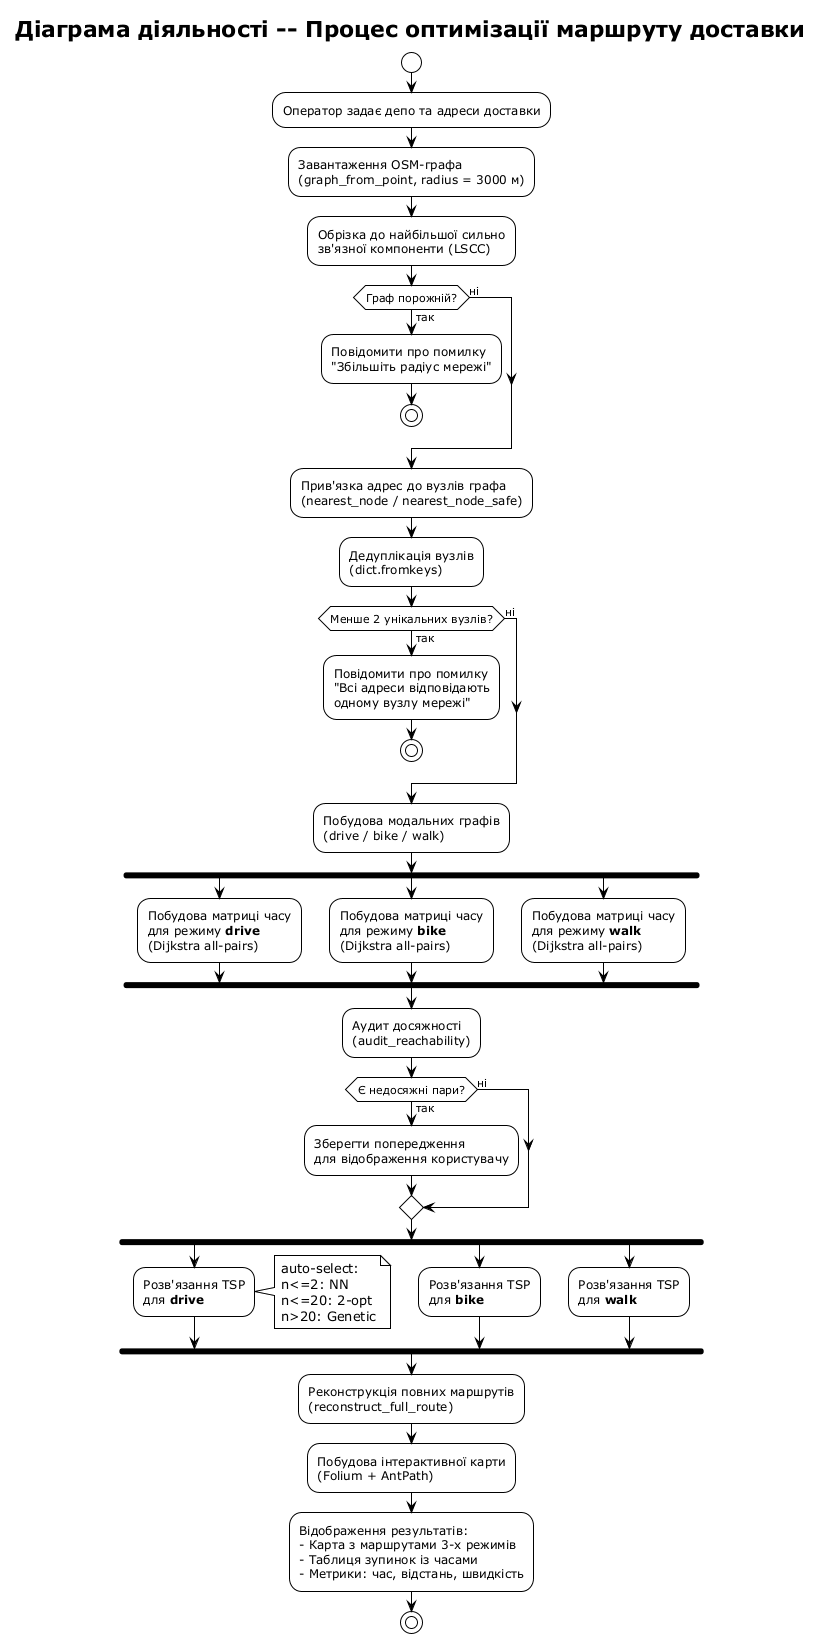 Діаграма діяльності -- Процес оптимізації маршруту доставки
Оператор задає депо та адреси доставки
Завантаження OSM-графа
(graph_from_point, radius = 3000 м)
Обрізка до найбільшої сильно
зв'язної компоненти (LSCC)
Граф порожній?
ні
так
Повідомити про помилку
"Збільшіть радіус мережі"
Прив'язка адрес до вузлів графа
(nearest_node / nearest_node_safe)
Дедуплікація вузлів
(dict.fromkeys)
Менше 2 унікальних вузлів?
ні
так
Повідомити про помилку
"Всі адреси відповідають
одному вузлу мережі"
Побудова модальних графів
(drive / bike / walk)
Побудова матриці часу
для режиму drive
(Dijkstra all-pairs)
Побудова матриці часу
для режиму bike
(Dijkstra all-pairs)
Побудова матриці часу
для режиму walk
(Dijkstra all-pairs)
Аудит досяжності
(audit_reachability)
Є недосяжні пари?
ні
так
Зберегти попередження
для відображення користувачу
Розв'язання TSP
для drive
auto-select:
n<=2: NN
n<=20: 2-opt
n>20: Genetic
Розв'язання TSP
для bike
Розв'язання TSP
для walk
Реконструкція повних маршрутів
(reconstruct_full_route)
Побудова інтерактивної карти
(Folium + AntPath)
Відображення результатів:
- Карта з маршрутами 3-х режимів
- Таблиця зупинок із часами
- Метрики: час, відстань, швидкість